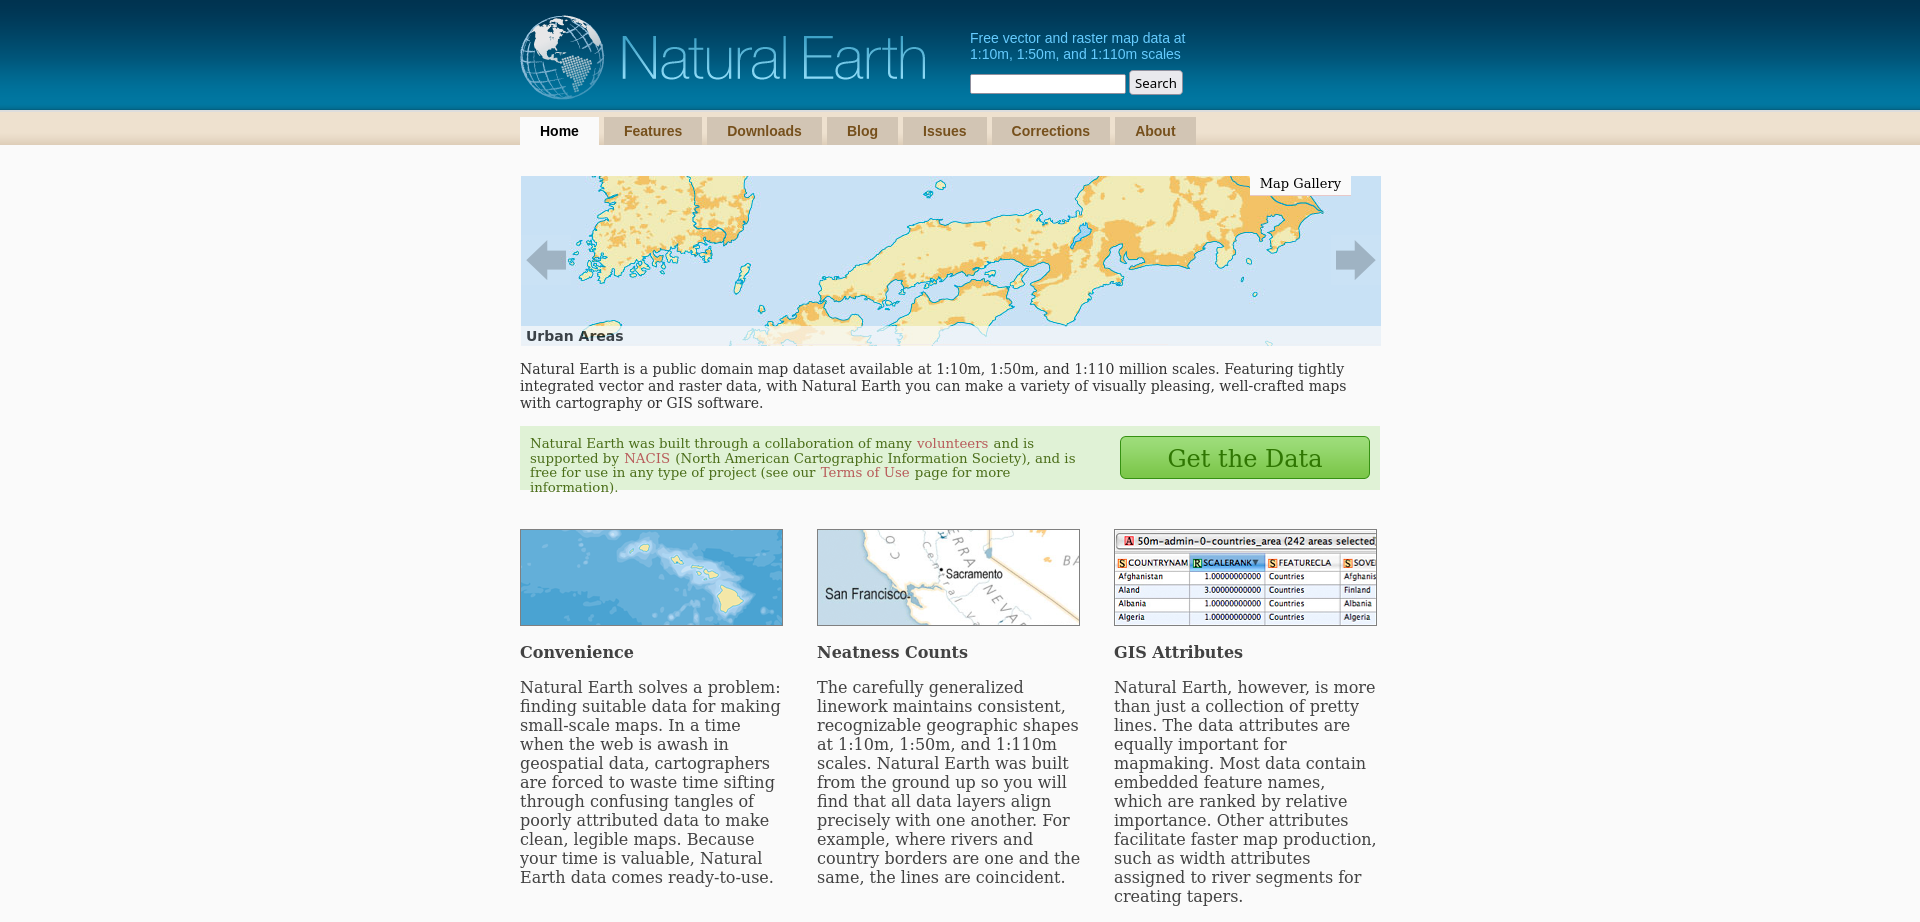 Natural Earth
Free vector and raster map data at
1:10m, 1:50m, and 1:110m scales
Search
Home Features Downloads Blog Issues Corrections About
Map Gallery
Urban Areas
Natural Earth is a public domain map dataset available at 1:10m, 1:50m, and 1:110 million scales. Featuring tightly
integrated vector and raster data, with Natural Earth you can make a variety of visually pleasing, well-crafted maps
with cartography or GIS software.
Natural Earth was built through a collaboration of many volunteers and is
supported by NACIS (North American Cartographic Information Society), and is
free for use in any type of project (see our Terms of Use page for more
information).
Get the Data
Convenience
Natural Earth solves a problem:
finding suitable data for making
small-scale maps. In a time
when the web is awash in
geospatial data, cartographers
are forced to waste time sifting
through confusing tangles of
poorly attributed data to make
clean, legible maps. Because
your time is valuable, Natural
Earth data comes ready-to-use.
San Francisco
Sacramento
CO
Central V
ERRA NEVA
BA
Neatness Counts
The carefully generalized
linework maintains consistent,
recognizable geographic shapes
at 1:10m, 1:50m, and 1:110m
scales. Natural Earth was built
from the ground up so you will
find that all data layers align
precisely with one another. For
example, where rivers and
country borders are one and the
same, the lines are coincident.
A 50m-admin-0-countries_area (242 areas selected)
S COUNTRYNAM R SCALERANK S FEATURECLA S SOVE
Afghanistan 1.00000000000 Countries Afghanis
Aland 3.00000000000 Countries Finland
Albania 1.00000000000 Countries Albania
Algeria 1.00000000000 Countries Algeria
GIS Attributes
Natural Earth, however, is more
than just a collection of pretty
lines. The data attributes are
equally important for
mapmaking. Most data contain
embedded feature names,
which are ranked by relative
importance. Other attributes
facilitate faster map production,
such as width attributes
assigned to river segments for
creating tapers.